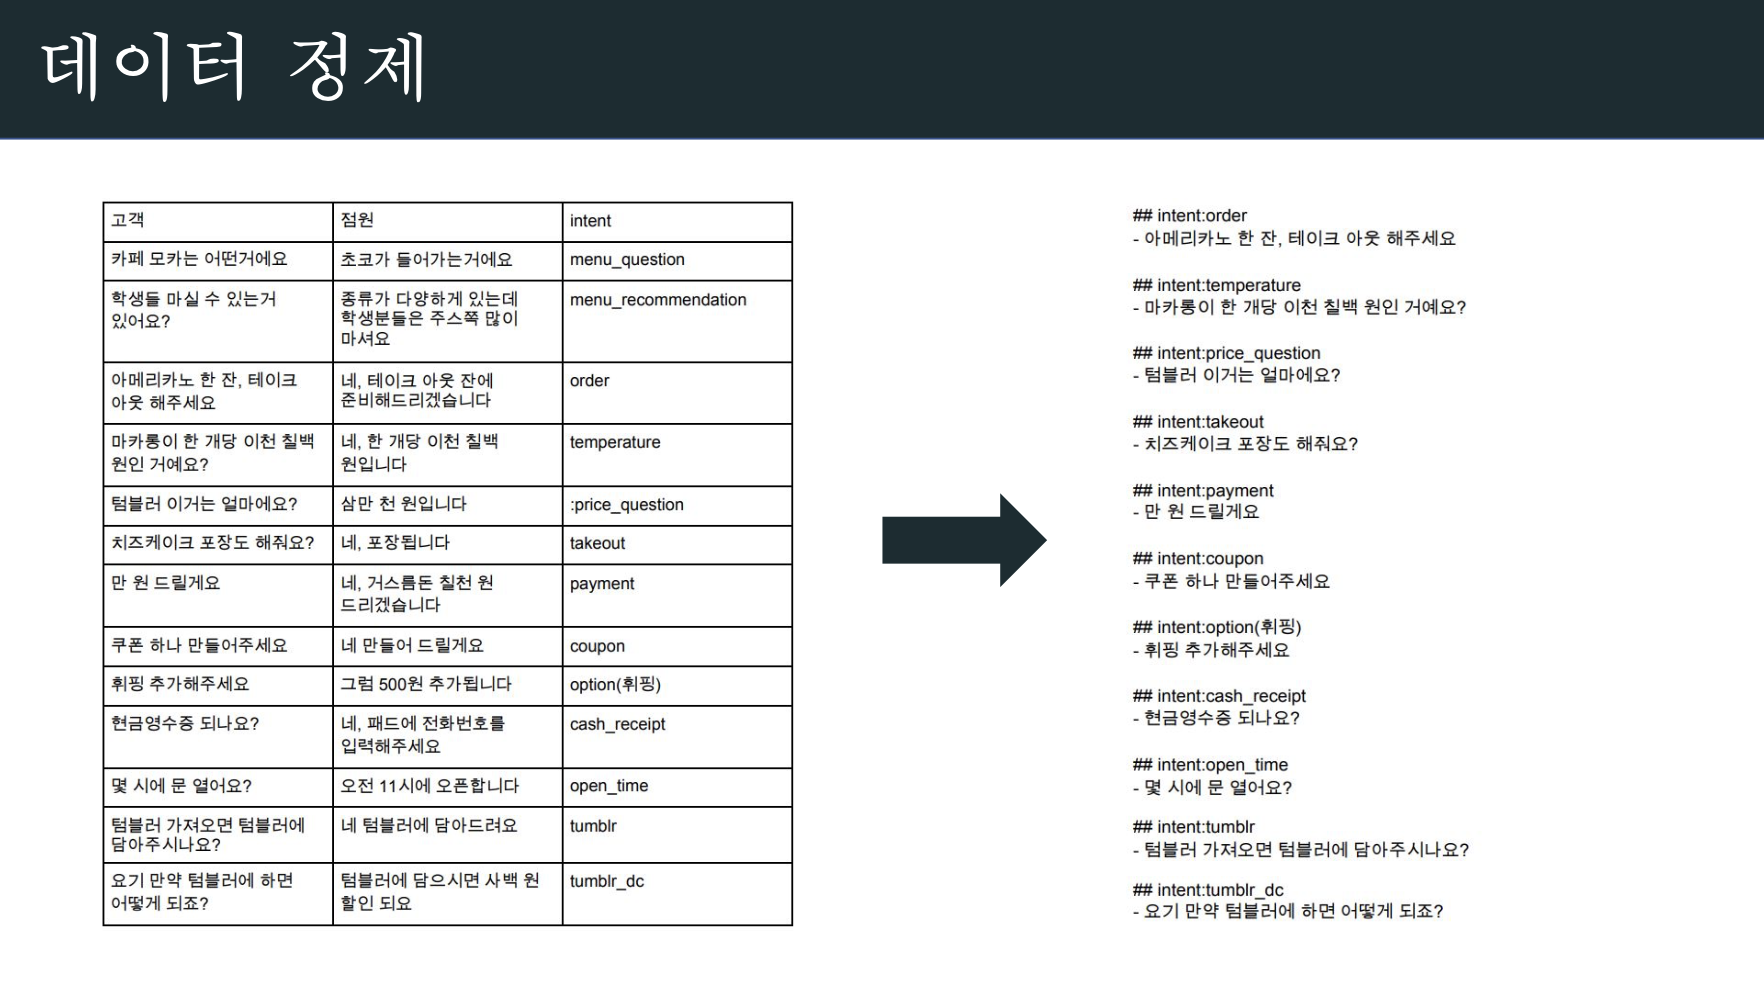 데이터 정제
고객 점원 intent
카페 모카는 어떤거에요 초코가 들어가는거에요 menu_question
학생들 마실 수 있는거
있어요?
종류가 다양하게 있는데
학생분들은 주스쪽 많이
마셔요
menu_recommendation
아메리카노 한 잔, 테이크
아웃 해주세요
네, 테이크 아웃 잔에
준비해드리겠습니다
order
마카롱이 한 개당 이천 칠백
원인 거예요?
네, 한 개당 이천 칠백
원입니다
temperature
텀블러 이거는 얼마에요? 삼만 천 원입니다 :price_question
치즈케이크 포장도 해줘요? 네, 포장됩니다 takeout
만 원 드릴게요
네, 거스름돈 칠천 원
드리겠습니다
payment
쿠폰 하나 만들어주세요 네 만들어 드릴게요 coupon
휘핑 추가해주세요 그럼 500원 추가됩니다 option(휘핑)
현금영수증 되나요?
네, 패드에 전화번호를
입력해주세요
cash_receipt
몇 시에 문 열어요? 오전 11시에 오픈합니다 open_time
텀블러 가져오면 텀블러에
담아주시나요?
네 텀블러에 담아드려요
tumblr
요기 만약 텀블러에 하면
어떻게 되죠?
텀블러에 담으시면 사백 원
할인 되요
tumblr_dc
## intent:order
- 아메리카노 한 잔, 테이크 아웃 해주세요
## intent:temperature
- 마카롱이 한 개당 이천 칠백 원인 거예요?
## intent:price_question
- 텀블러 이거는 얼마에요?
## intent:takeout
- 치즈케이크 포장도 해줘요?
## intent:payment
- 만 원 드릴게요
## intent:coupon
- 쿠폰 하나 만들어주세요
## intent:option(휘핑)
- 휘핑 추가해주세요
## intent:cash_receipt
- 현금영수증 되나요?
## intent:open_time
- 몇 시에 문 열어요?
## intent:tumblr
- 텀블러 가져오면 텀블러에 담아주시나요?
## intent:tumblr_dc
- 요기 만약 텀블러에 하면 어떻게 되죠?